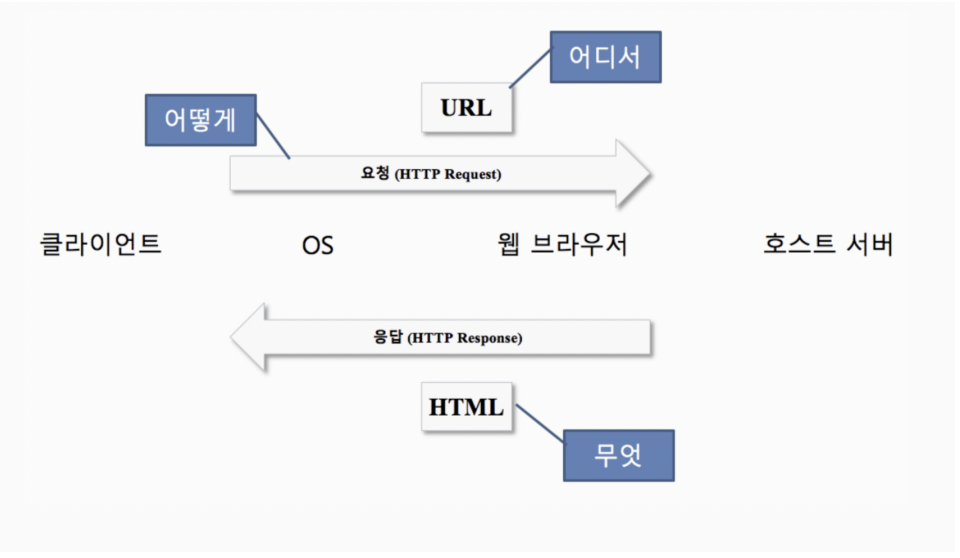 어디서
URL
어떻게
요청 (HTTP Request)
클라이언트 OS 웹 브라우저 호스트 서버
응답 (HTTP Response)
HTML
무엇